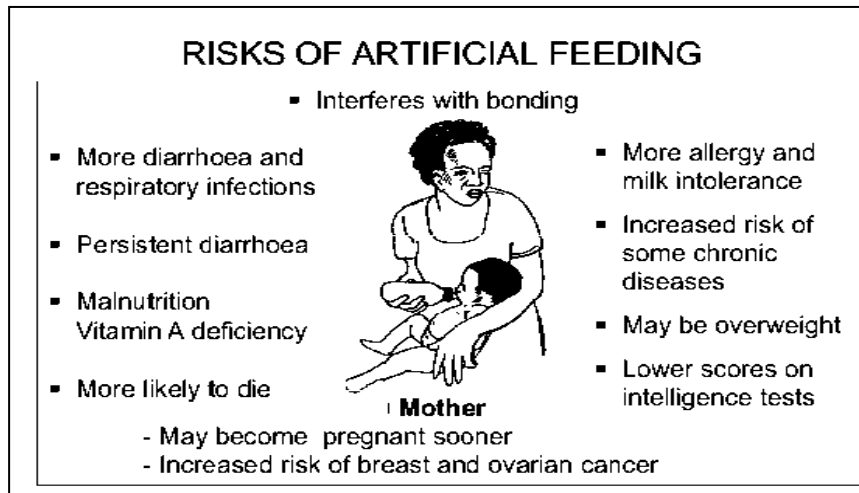 RISKS OF ARTIFICIAL FEEDING
▪ Interferes with bonding
▪ More diarrhoea and
respiratory infections
▪ Persistent diarrhoea
▪ Malnutrition
Vitamin A deficiency
▪ More likely to die
▪ More allergy and
milk intolerance
▪ Increased risk of
some chronic
diseases
▪ May be overweight
▪ Lower scores on
intelligence tests
Mother
- May become pregnant sooner
- Increased risk of breast and ovarian cancer